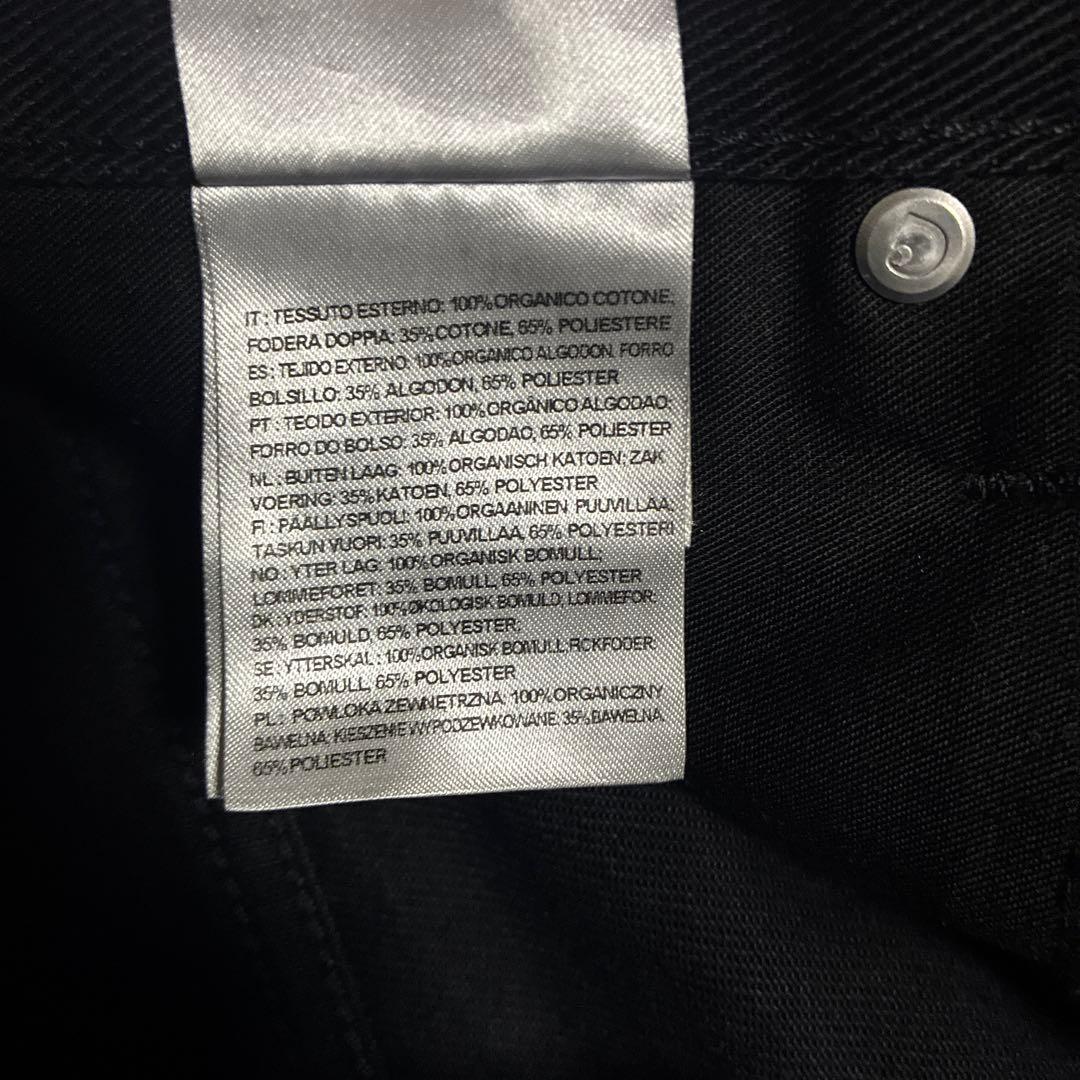 IT : TESSUTO ESTERNO: 100% ORGANICO COTONE;
FODERA DOPPIA: 35% COTONE, 65% POLIESTERE
ES : TEJIDO EXTERNO: 100% ORGANICO ALGODON. FORRO
BOLSILLO: 35% ALGODON, 65% POLIESTER
PT : TECIDO EXTERIOR: 100% ORGÂNICO ALGODAO;
FORRO DO BOLSO: 35% ALGODAO, 65% POLIESTER
NL : BUITEN LAAG: 100% ORGANISCH KATOEN; ZAK
VOERING: 35% KATOEN, 65% POLYESTER
FI : PAALLYSPUOLI: 100% ORGAANINEN PUUVILLAA;
TASKUN VUORI: 35% PUUVILLAA, 65% POLYESTERI
NO : YTER LAG: 100% ORGANISK BOMULL;
LOMMEFORET: 35% BOMULL, 65% POLYESTER
DK: YDERSTOF: 100% ØKOLOGISK BOMULD; LOMMEFOR:
35% BOMULD, 65% POLYESTER
SE : YTTERSKAL : 100% ORGANISK BOMULL FICKFODER:
35% BOMULL, 65% POLYESTER
PL : POWLOKA ZEWNETRZNA: 100% ORGANICZNY
BAWELNA; KIESZENIE WYPODZEWKOWANE: 35% BAWELNA,
65% POLIESTER